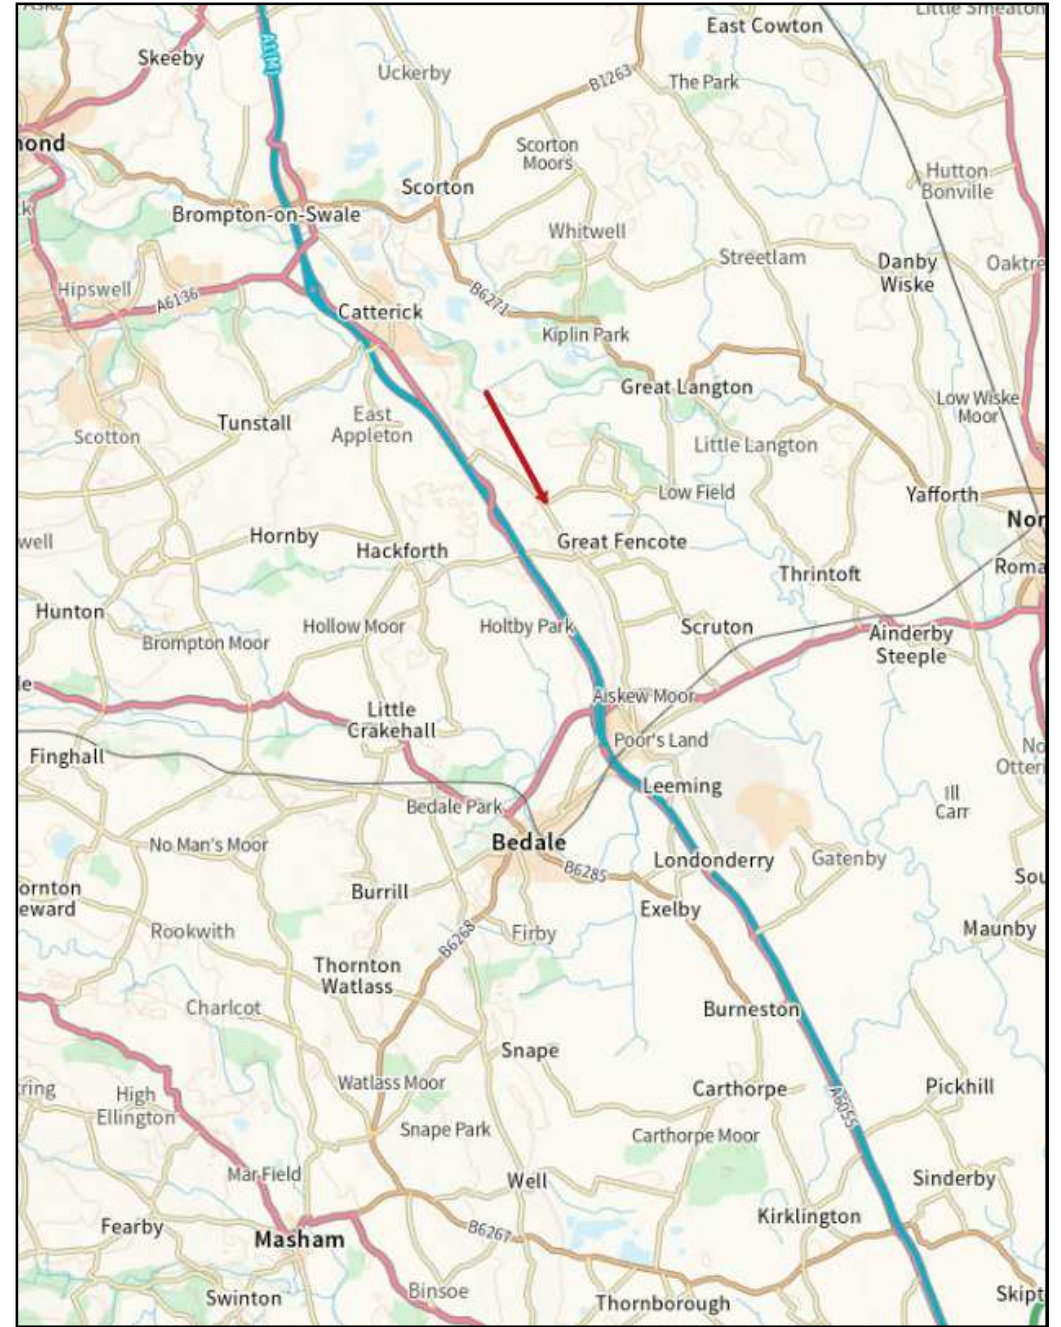 Aske
Little Smeaton
East Cowton
A1(M)
Skeeby
Uckerby
B1263
The Park
mond
Scorton
Moors
Hutton
Bonville
Scorton
k
Brompton-on-Swale
Whitwell
Streetlam
Danby
Wiske
Oaktre
Hipswell
A6136
B6271
Catterick
Kiplin Park
Great Langton
Low Wiske
Moor
East
Appleton
Tunstall
Scotton
Little Langton
Low Field
Yafforth
Nor
well
Hornby
Hackforth
Great Fencote
Thrintoft
Roma
Hunton
Brompton Moor
Hollow Moor
Holtby Park
Scruton
Ainderby
Steeple
le
Aiskew Moor
Little
Crakehall
Poor's Land
No
Otteri
Finghall
Leeming
Bedale Park
Ill
Carr
Bedale
No Man's Moor
Londonderry
Gatenby
B6285
ornton
eward
Burrill
Sou
Exelby
Rookwith
B6268
Firby
Maunby
Thornton
Watlass
Charlcot
Burneston
Snape
tring
High
Ellington
Watlass Moor
Carthorpe
A6055
Pickhill
Snape Park
Carthorpe Moor
Mar Field
Well
Sinderby
Fearby
Masham
B6267
Kirklington
Swinton
Binsoe
Thornborough
Skipt